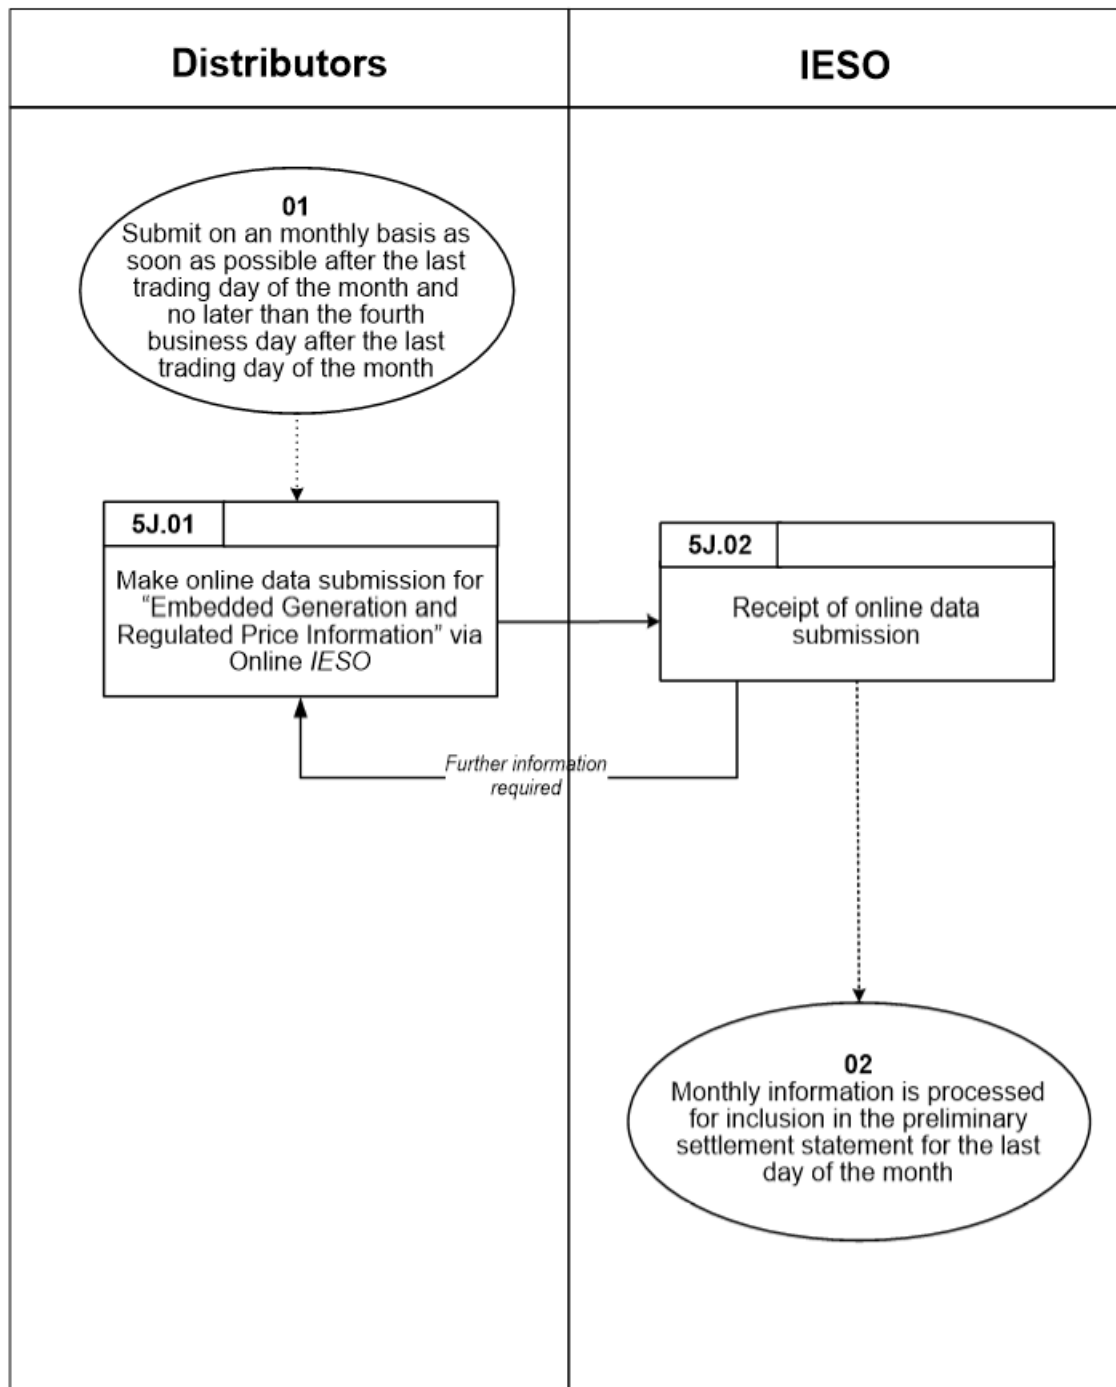 Distributors
IESO
01
Submit on an monthly basis as
soon as possible after the last
trading day of the month and
no later than the fourth
business day after the last
trading day of the month
5J.01
Make online data submission for
“Embedded Generation and
Regulated Price Information” via
Online IESO
5J.02
Receipt of online data
submission
Further information
required
02
Monthly information is processed
for inclusion in the preliminary
settlement statement for the last
day of the month